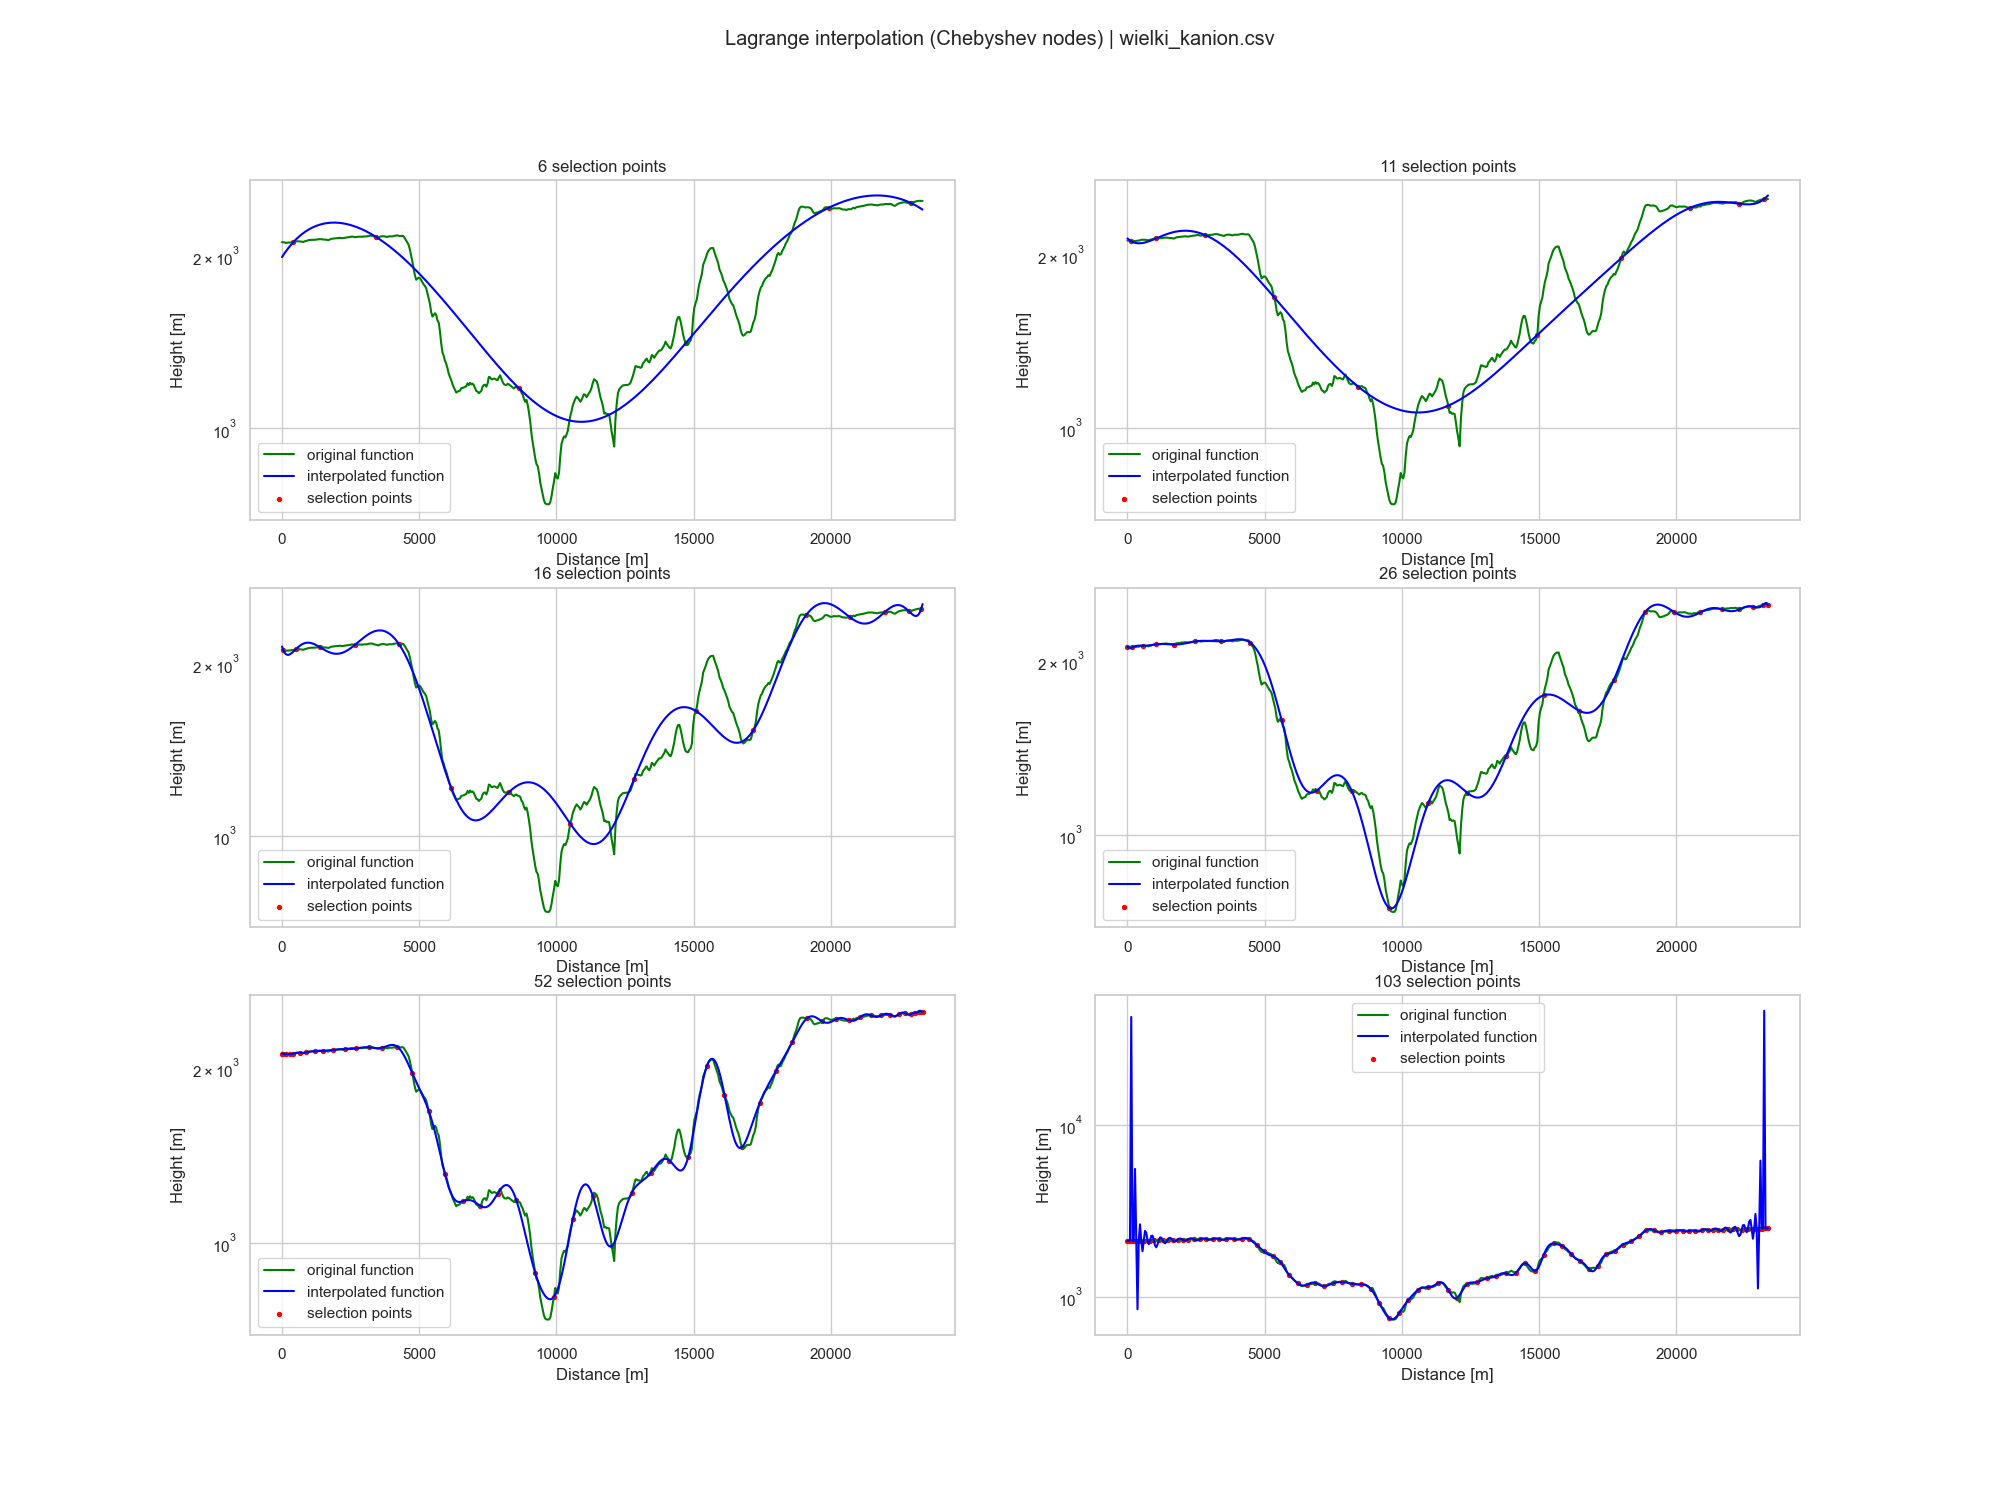 Lagrange interpolation (Chebyshev nodes) | wielki_kanion.csv
6 selection points
Height [m]
2 × 10³
10³
original function
interpolated function
selection points
0 5000 10000 15000 20000
Distance [m]
11 selection points
Height [m]
2 × 10³
10³
original function
interpolated function
selection points
0 5000 10000 15000 20000
Distance [m]
16 selection points
Height [m]
2 × 10³
10³
original function
interpolated function
selection points
0 5000 10000 15000 20000
Distance [m]
26 selection points
Height [m]
2 × 10³
10³
original function
interpolated function
selection points
0 5000 10000 15000 20000
Distance [m]
52 selection points
Height [m]
2 × 10³
10³
original function
interpolated function
selection points
0 5000 10000 15000 20000
Distance [m]
103 selection points
Height [m]
original function
interpolated function
selection points
10⁴
10³
0 5000 10000 15000 20000
Distance [m]